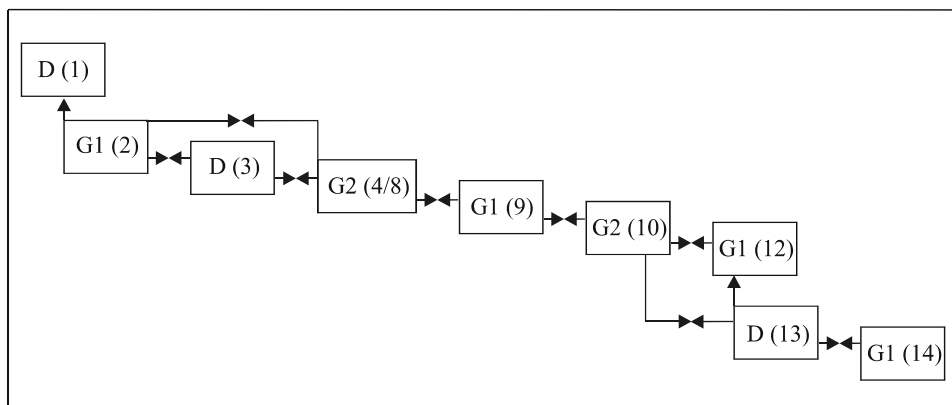 D (1)
G1 (2)
D (3)
G2 (4/8)
G1 (9)
G2 (10)
G1 (12)
D (13)
G1 (14)